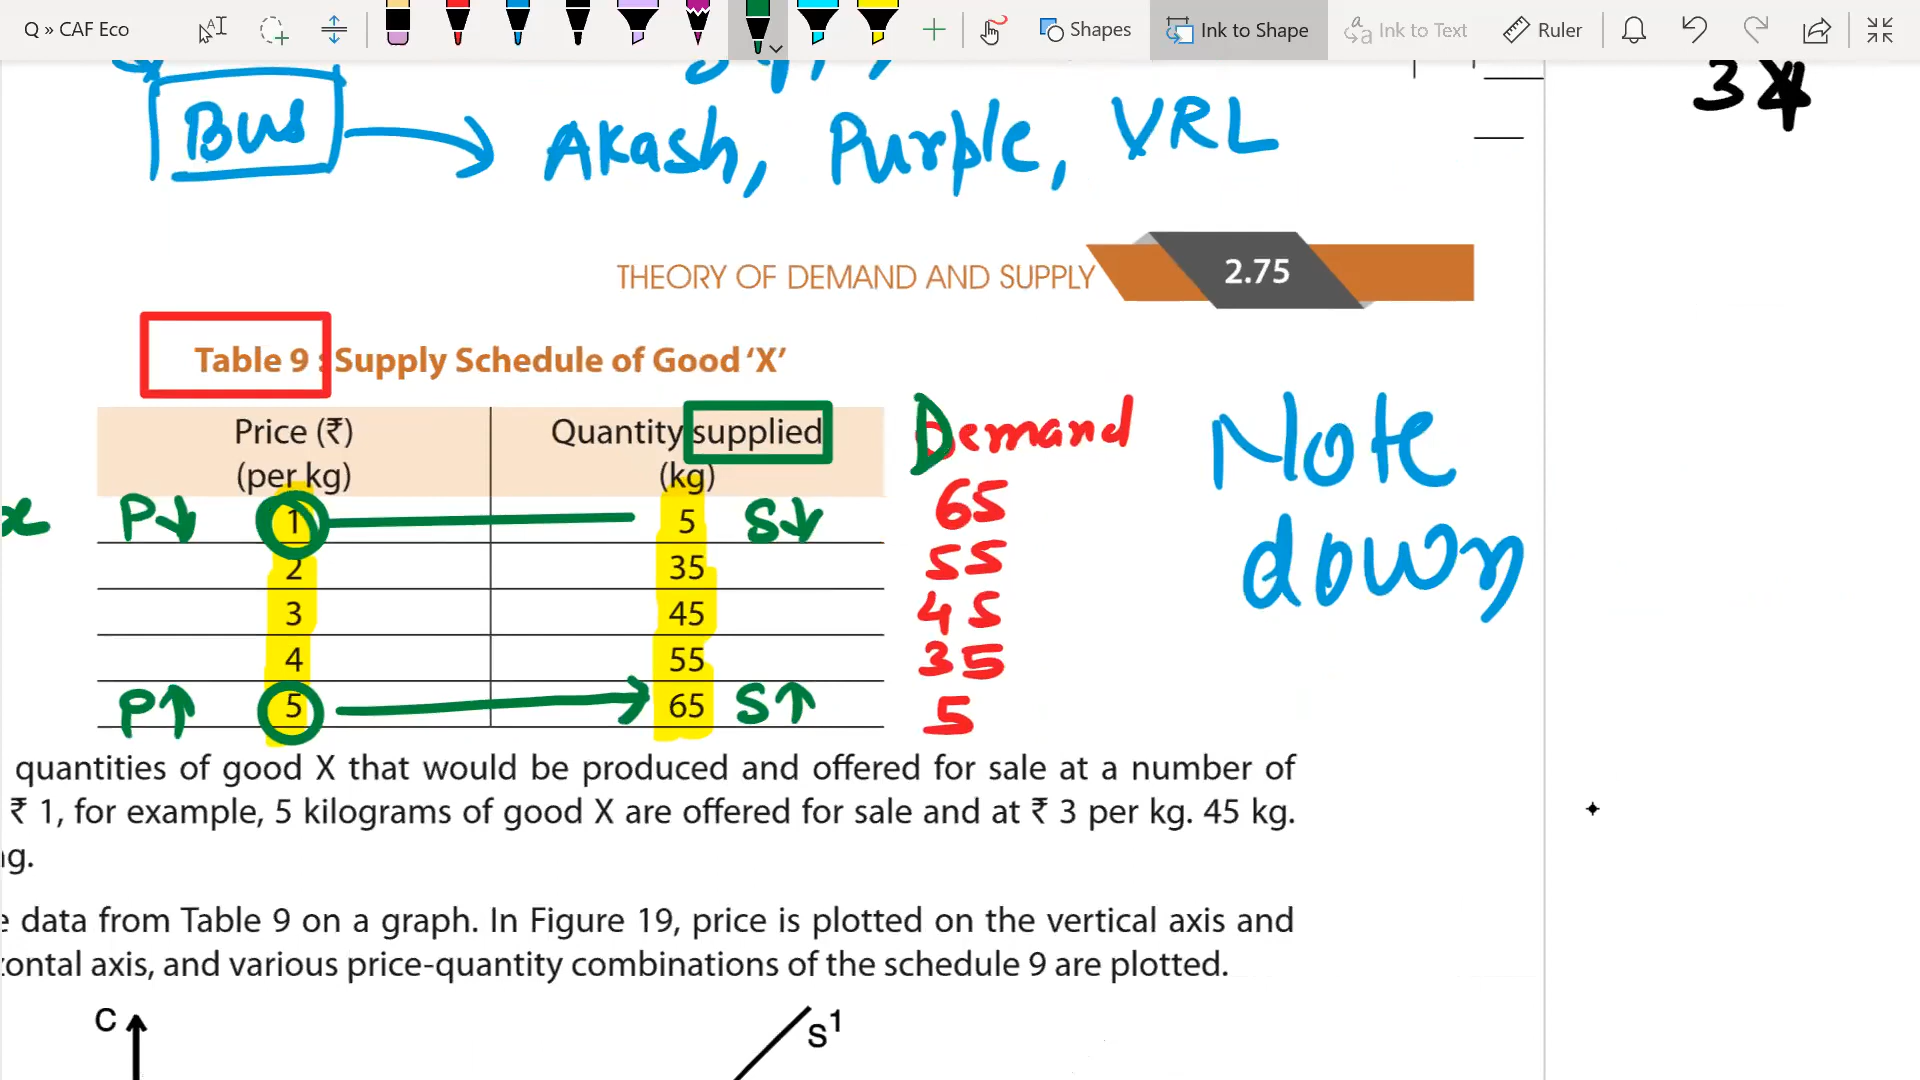 Q » CAF Eco
Shapes
Ink to Shape
Ink to Text
Ruler
34
Bus
Akash, Purple, VRL
THEORY OF DEMAND AND SUPPLY
2.75
Table 9 : Supply Schedule of Good ‘X’
Price (₹)
(per kg)
Quantity supplied
(kg)
Demand
Note
down
x P↓ 1 5 S↓ 65
2 35 55
3 45 45
4 55 35
P↑ 5 65 S↑ 5
quantities of good X that would be produced and offered for sale at a number of
₹ 1, for example, 5 kilograms of good X are offered for sale and at ₹ 3 per kg. 45 kg.
g.
data from Table 9 on a graph. In Figure 19, price is plotted on the vertical axis and
zontal axis, and various price-quantity combinations of the schedule 9 are plotted.
C
S1